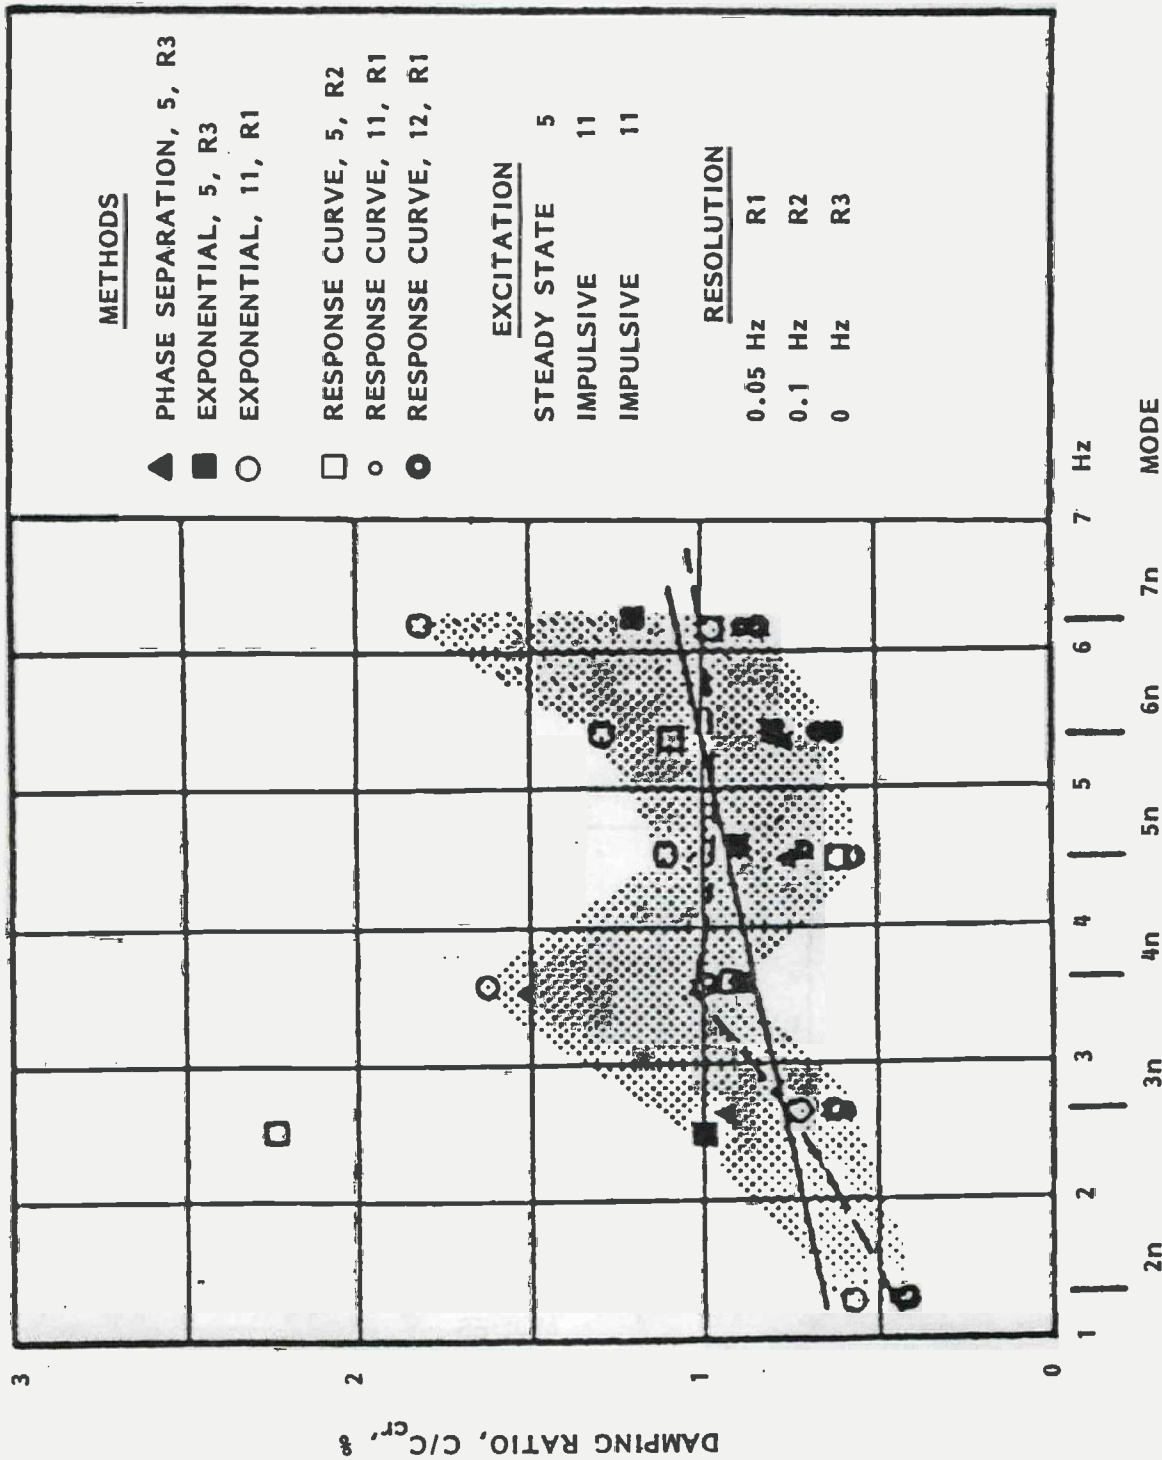 METHODS
PHASE SEPARATION, 5, R3
EXPONENTIAL, 5, R3
EXPONENTIAL, 11, R1
RESPONSE CURVE, 5, R2
RESPONSE CURVE, 11, R1
RESPONSE CURVE, 12, R1
EXCITATION
STEADY STATE 5
IMPULSIVE 11
IMPULSIVE 11
RESOLUTION
0.05 Hz R1
0.1 Hz R2
0 Hz R3
DAMPING RATIO, C/Ccr, %
3
2
1
0
1 2 3 4 5 6 7 Hz
2n 3n 4n 5n 6n 7n MODE